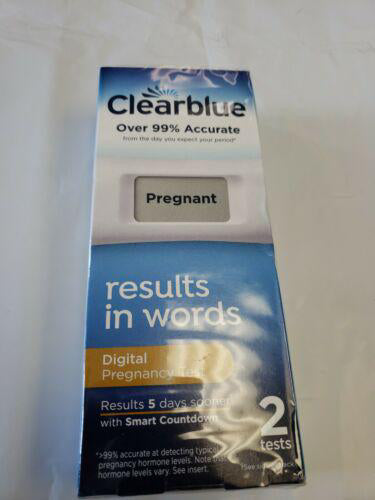 Clearblue
Over 99% Accurate
from the day you expect your period*
Pregnant
results
in words
Digital
Pregnancy Test
Results 5 days sooner
with Smart Countdown
2
tests
*>99% accurate at detecting typical
pregnancy hormone levels. Note that
hormone levels vary. See insert.
†See side